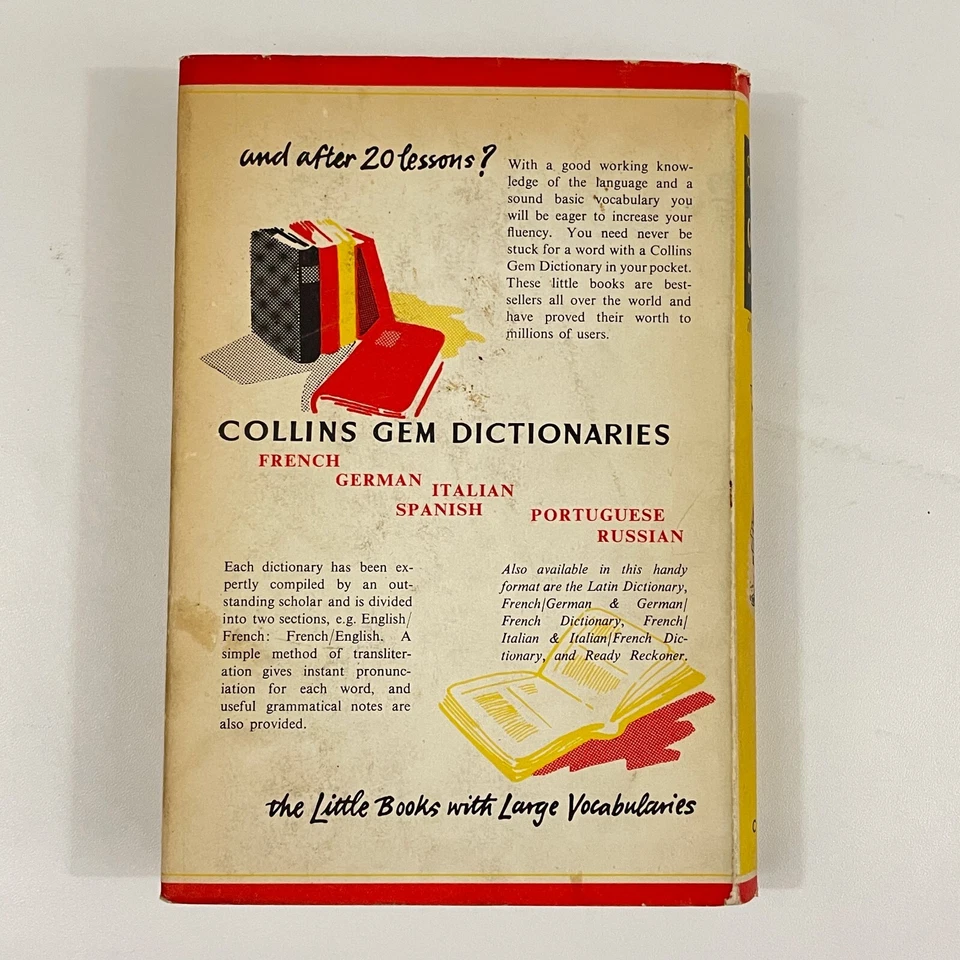 and after 20 lessons?
With a good working know-
ledge of the language and a
sound basic vocabulary you
will be eager to increase your
fluency. You need never be
stuck for a word with a Collins
Gem Dictionary in your pocket.
These little books are best-
sellers all over the world and
have proved their worth to
millions of users.
COLLINS GEM DICTIONARIES
FRENCH
GERMAN
ITALIAN
SPANISH
PORTUGUESE
RUSSIAN
Each dictionary has been ex-
pertly compiled by an out-
standing scholar and is divided
into two sections, e.g. English/
French: French/English. A
simple method of transliter-
ation gives instant pronunc-
iation for each word, and
useful grammatical notes are
also provided.
Also available in this handy
format are the Latin Dictionary,
French/German & German/
French Dictionary, French/
Italian & Italian/French Dic-
tionary, and Ready Reckoner.
the Little Books with Large Vocabularies